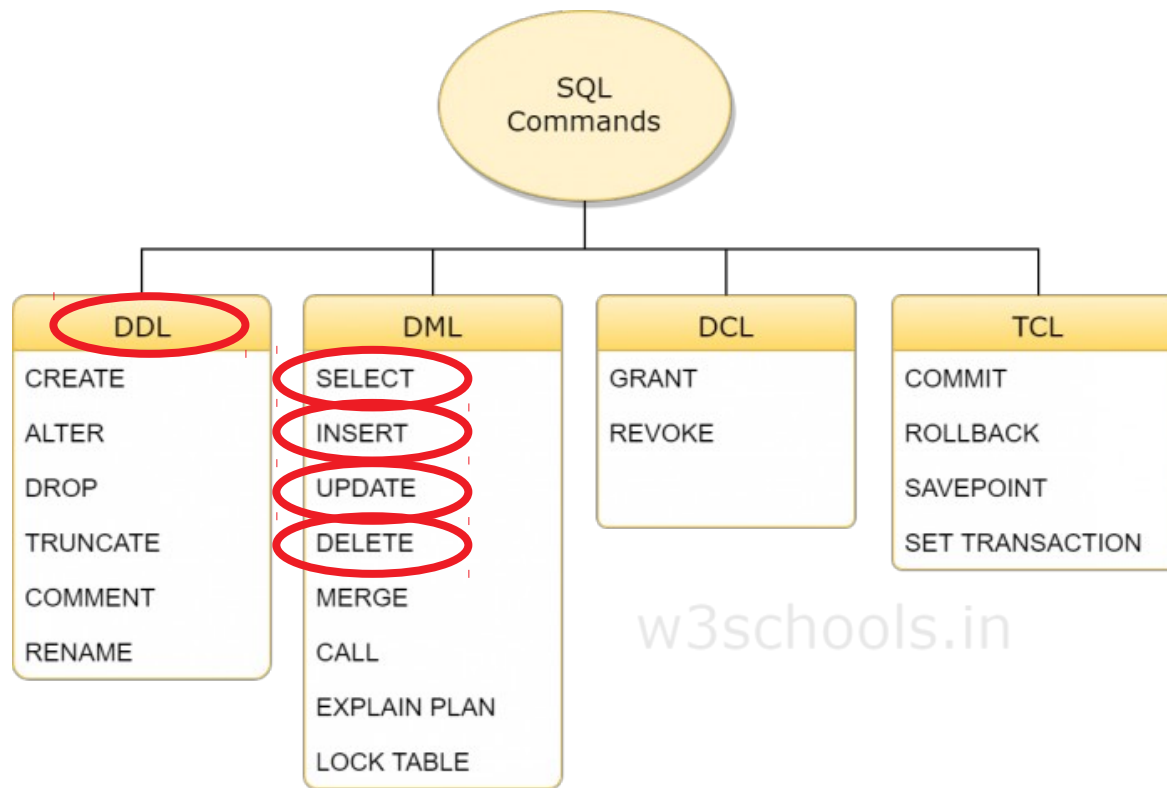 SQL
Commands
DDL
CREATE
ALTER
DROP
TRUNCATE
COMMENT
RENAME
DML
SELECT
INSERT
UPDATE
DELETE
MERGE
CALL
EXPLAIN PLAN
LOCK TABLE
DCL
GRANT
REVOKE
TCL
COMMIT
ROLLBACK
SAVEPOINT
SET TRANSACTION
w3schools.in